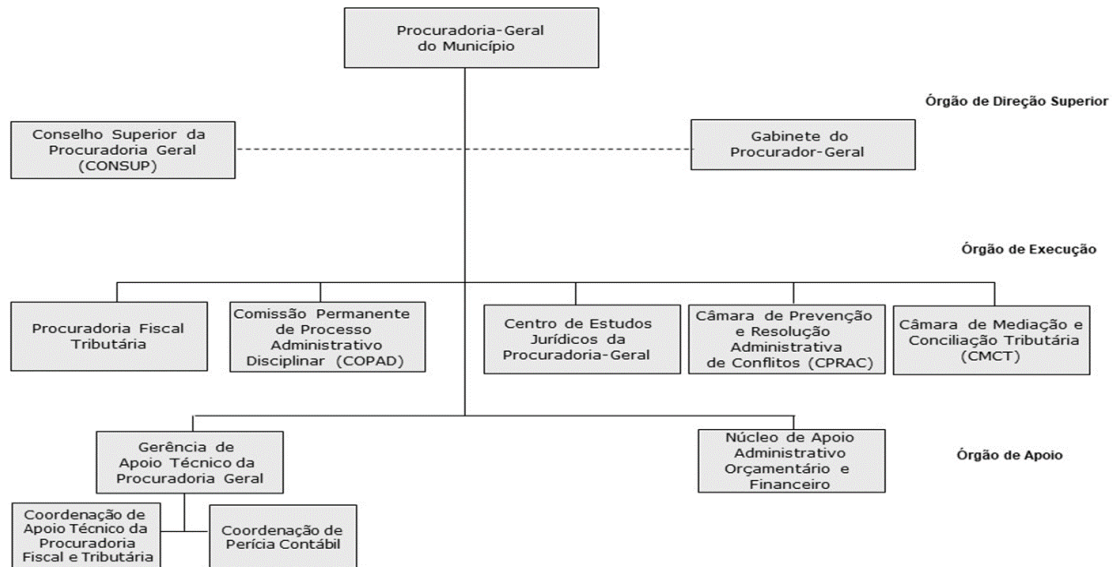 Procuradoria-Geral
do Município
Órgão de Direção Superior
Conselho Superior da
Procuradoria Geral
(CONSUP)
Gabinete do
Procurador-Geral
Órgão de Execução
Procuradoria Fiscal
Tributária
Comissão Permanente
de Processo
Administrativo
Disciplinar (COPAD)
Centro de Estudos
Jurídicos da
Procuradoria-Geral
Câmara de Prevenção
e Resolução
Administrativa
de Conflitos (CPRAC)
Câmara de Mediação e
Conciliação Tributária
(CMCT)
Gerência de
Apoio Técnico da
Procuradoria Geral
Núcleo de Apoio
Administrativo
Orçamentário e
Financeiro
Órgão de Apoio
Coordenação de
Apoio Técnico da
Procuradoria
Fiscal e Tributária
Coordenação de
Perícia Contábil